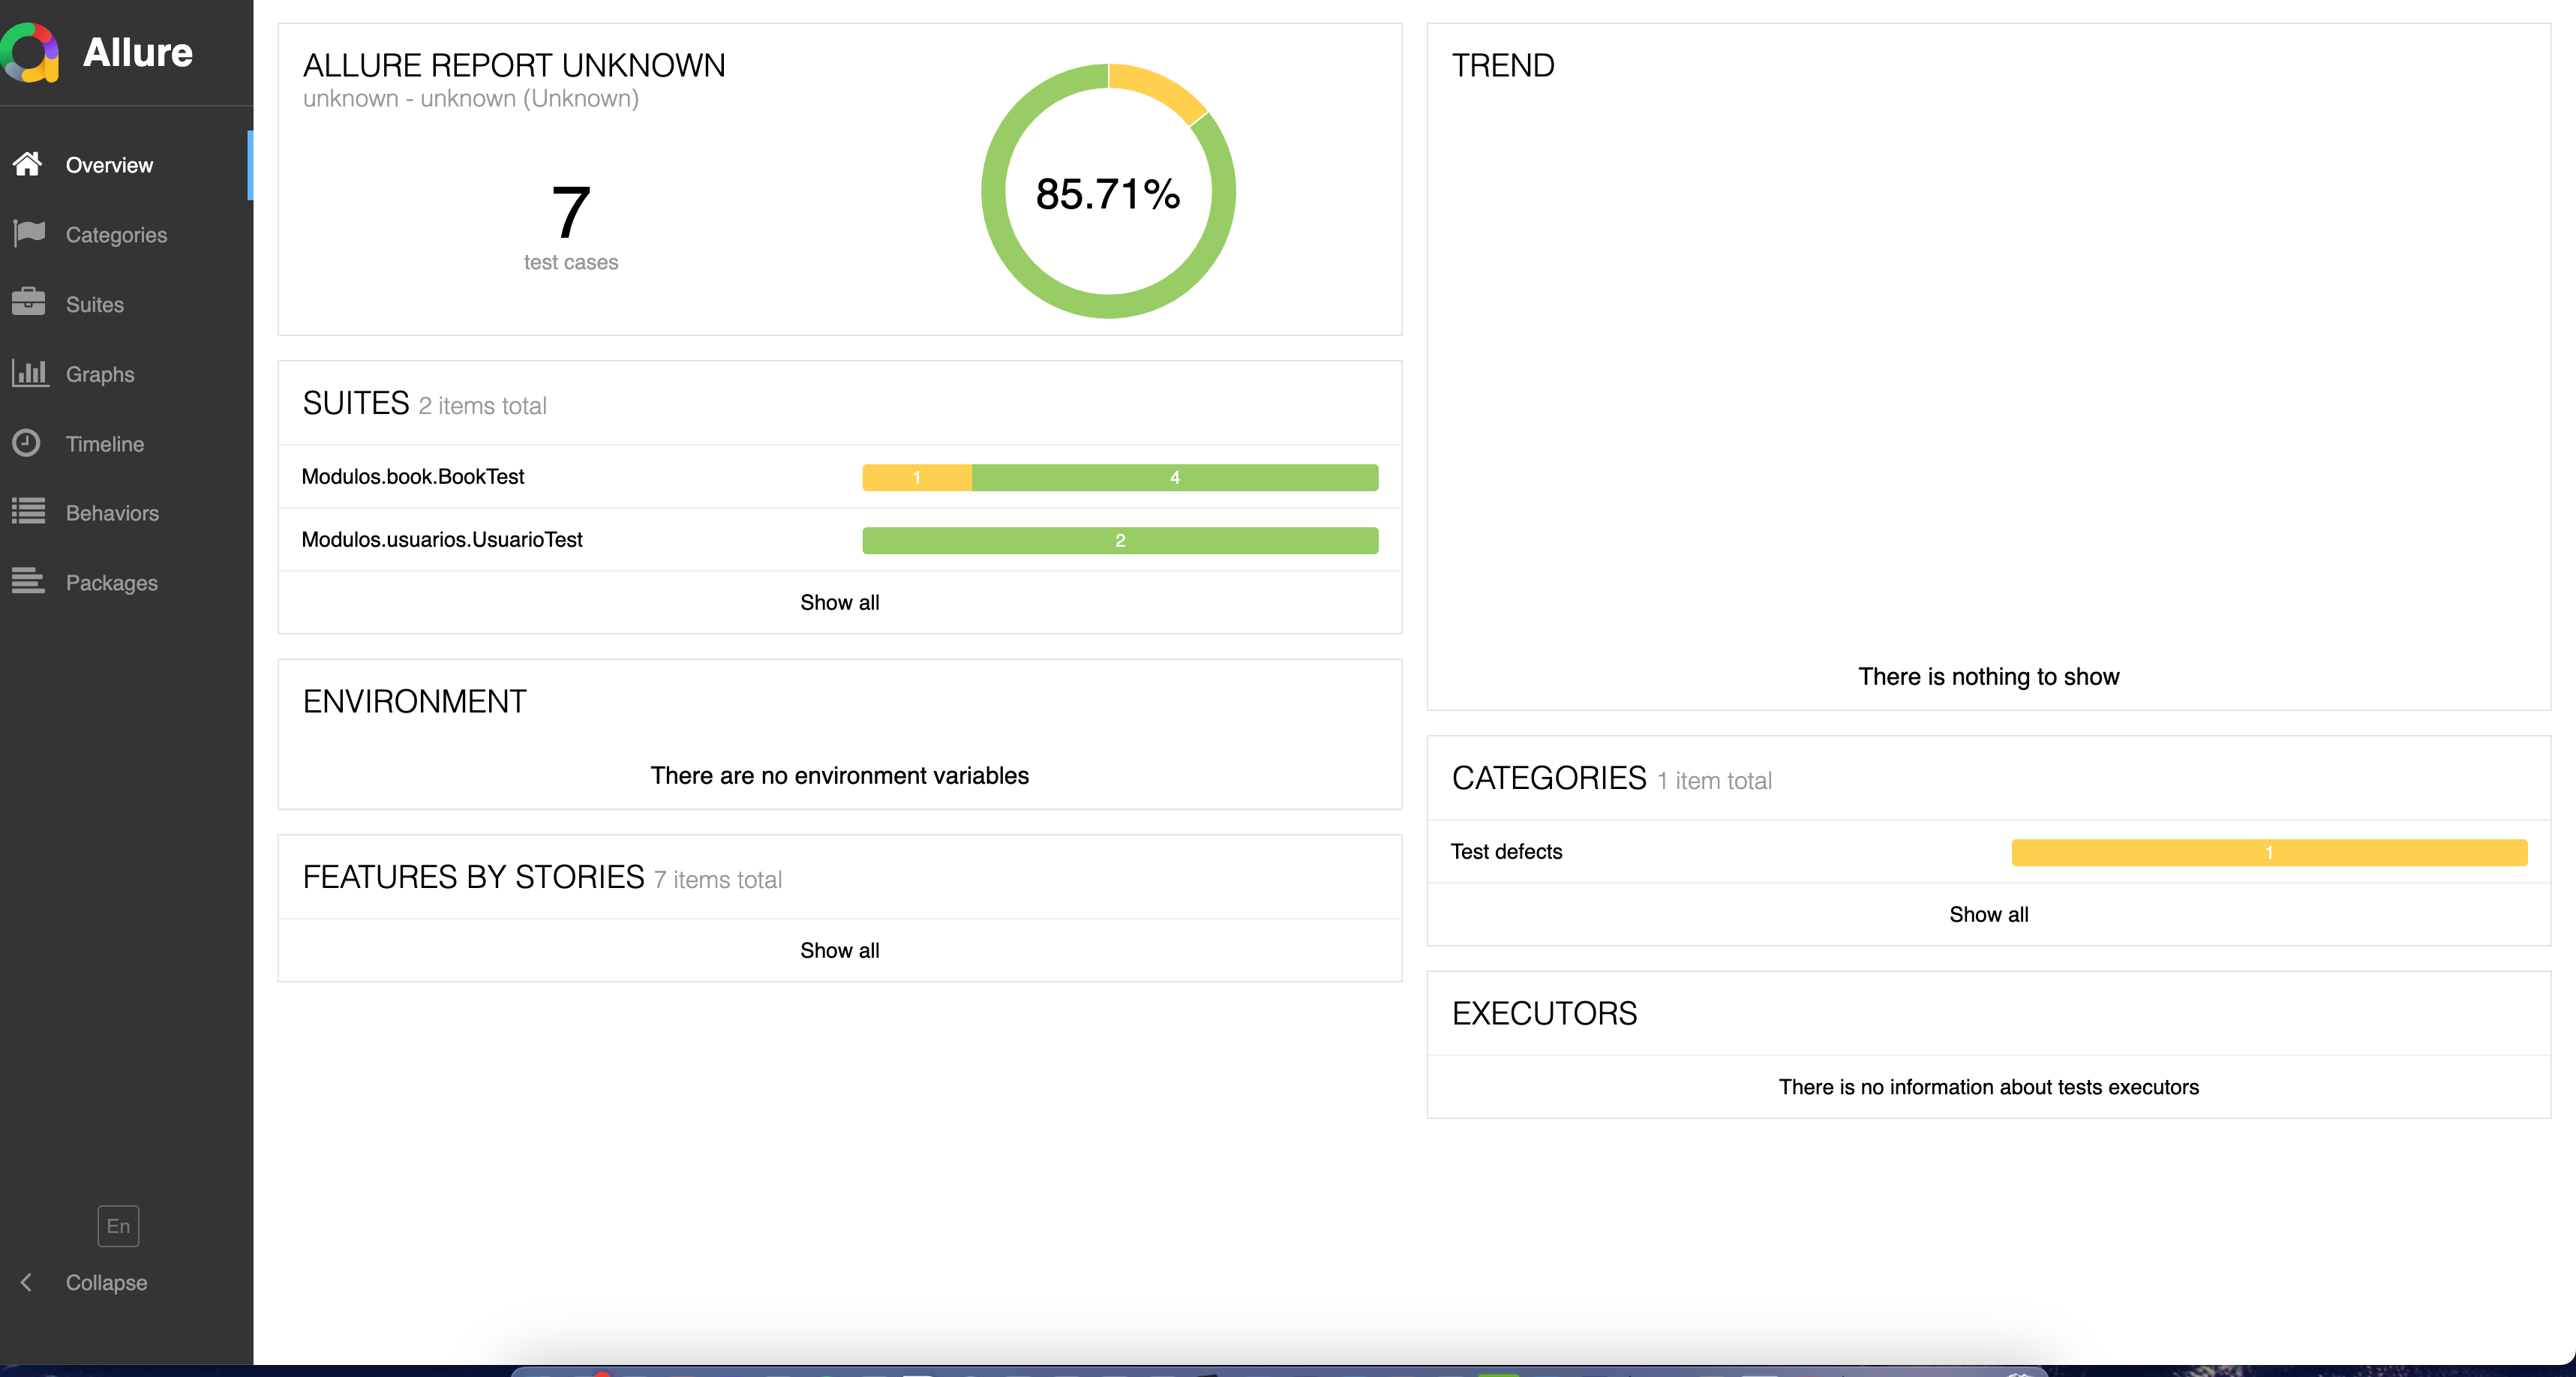 Allure
Overview
Categories
Suites
Graphs
Timeline
Behaviors
Packages
En
Collapse
ALLURE REPORT UNKNOWN
unknown - unknown (Unknown)
7
test cases
85.71%
SUITES 2 items total
Modulos.book.BookTest 1 4
Modulos.usuarios.UsuarioTest 2
Show all
ENVIRONMENT
There are no environment variables
FEATURES BY STORIES 7 items total
Show all
TREND
There is nothing to show
CATEGORIES 1 item total
Test defects 1
Show all
EXECUTORS
There is no information about tests executors